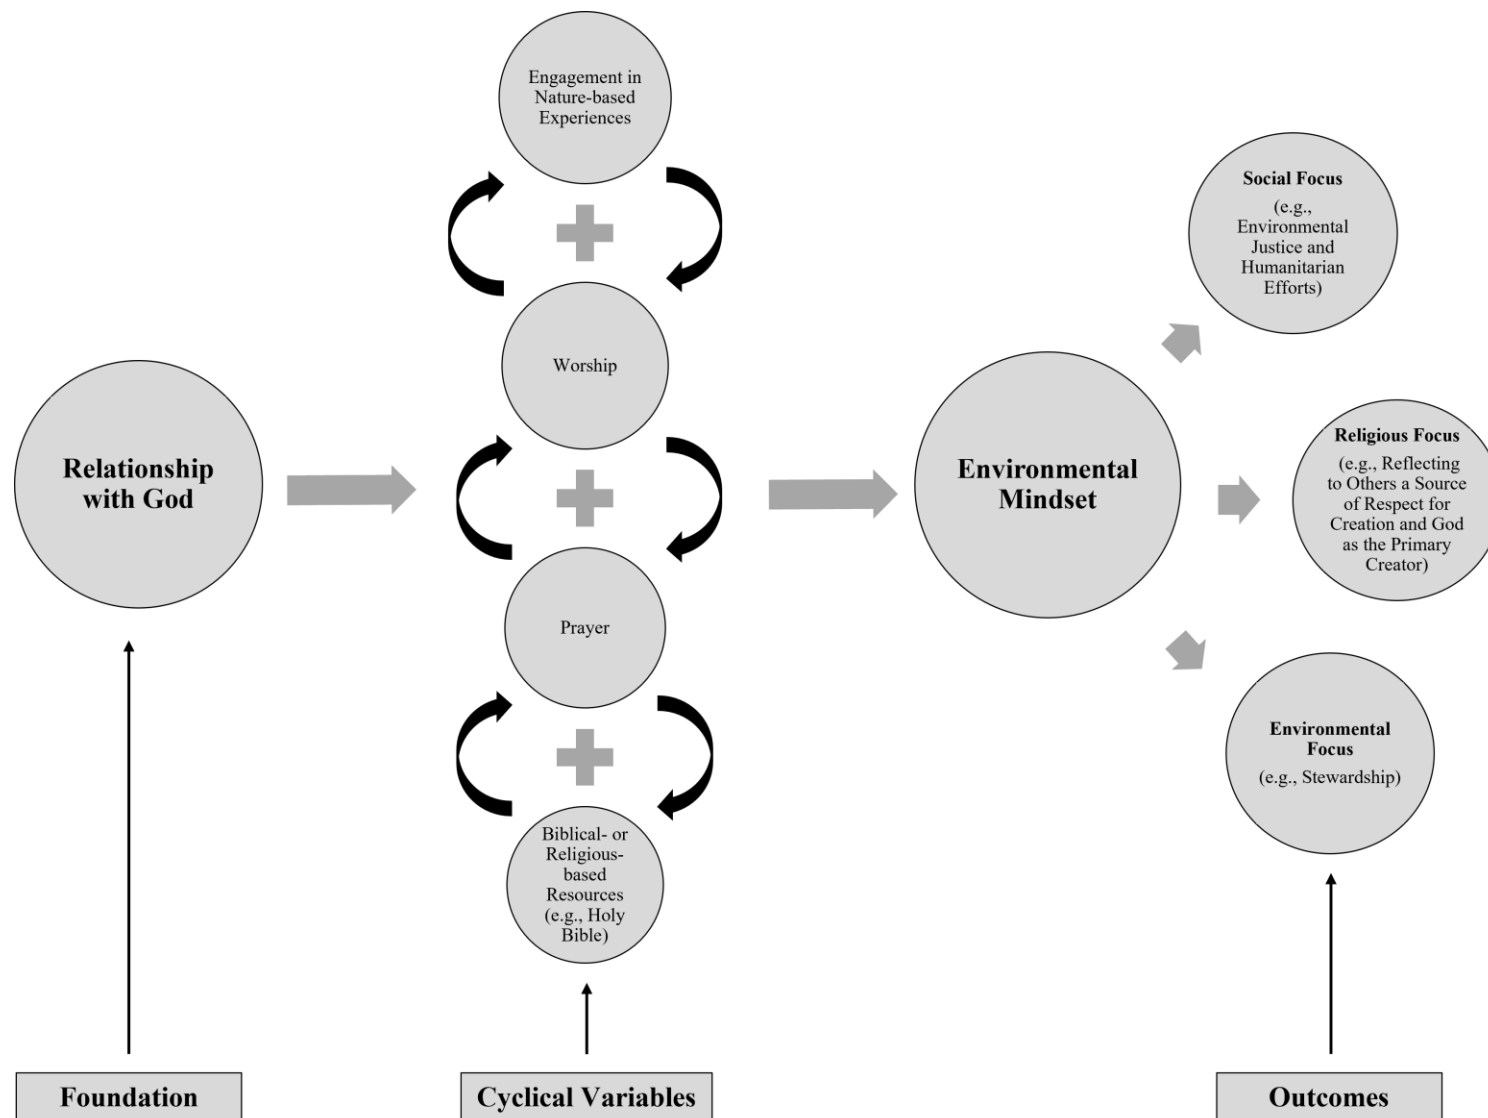 Relationship
with God
Engagement in
Nature-based
Experiences
Worship
Prayer
Biblical- or
Religious-
based
Resources
(e.g., Holy
Bible)
Environmental
Mindset
Social Focus
(e.g.,
Environmental
Justice and
Humanitarian
Efforts)
Religious Focus
(e.g., Reflecting
to Others a Source
of Respect for
Creation and God
as the Primary
Creator)
Environmental
Focus
(e.g., Stewardship)
Foundation
Cyclical Variables
Outcomes